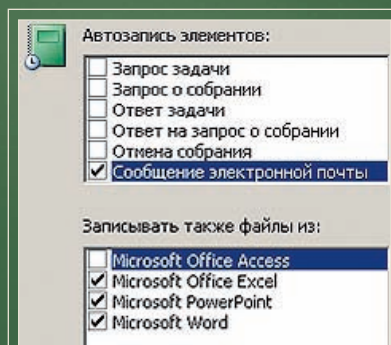 Автозапись элементов:
Запрос задачи
Запрос о собрании
Ответ задачи
Ответ на запрос о собрании
Отмена собрания
Сообщение электронной почты
Записывать также файлы из:
Microsoft Office Access
Microsoft Office Excel
Microsoft PowerPoint
Microsoft Word